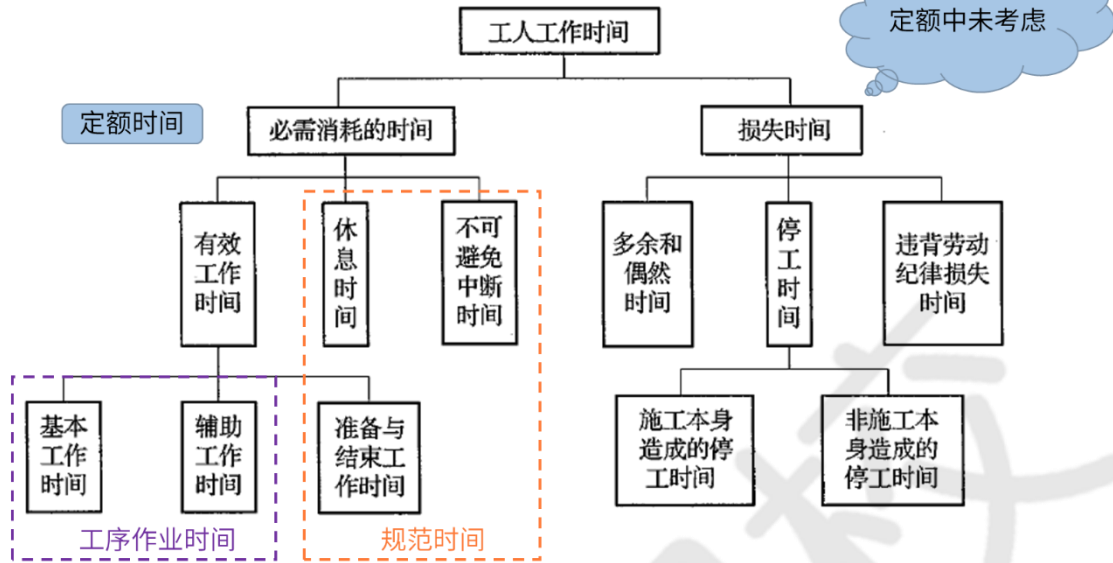 定额中未考虑
工人工作时间
定额时间
必需消耗的时间
损失时间
有效
工作
时间
休
息
时
间
不可
避免
中断
时间
多余和
偶然
时间
停
工
时
间
违背劳动
纪律损失
时间
基本
工作
时间
辅助
工作
时间
准备与
结束工
作时间
施工本身
造成的停
工时间
非施工本
身造成的
停工时间
工序作业时间
规范时间